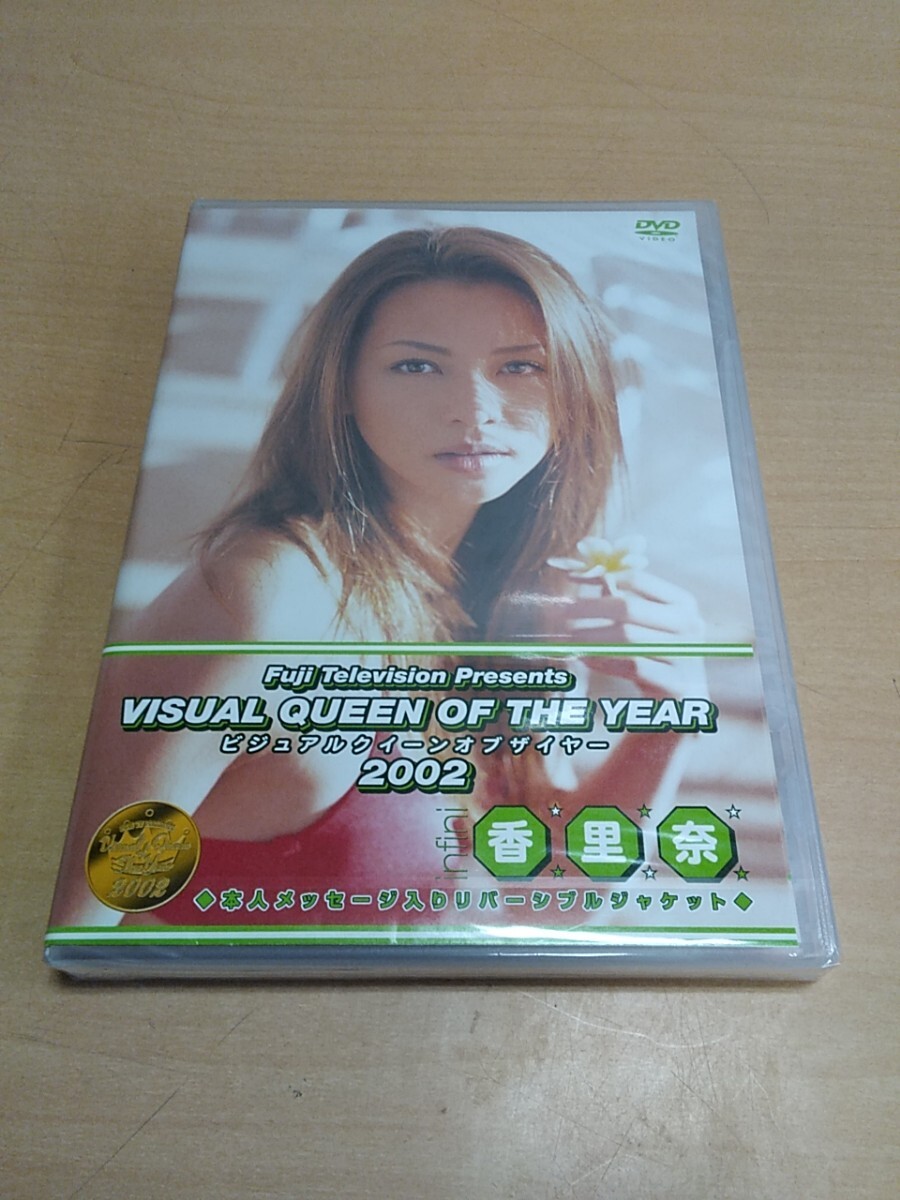 DVD
VIDEO
Fuji Television Presents
VISUAL QUEEN OF THE YEAR
ビジュアルクイーンオブザイヤー
2002
infini
香里奈
2002
◆本人メッセージ入りリバーシブルジャケット◆